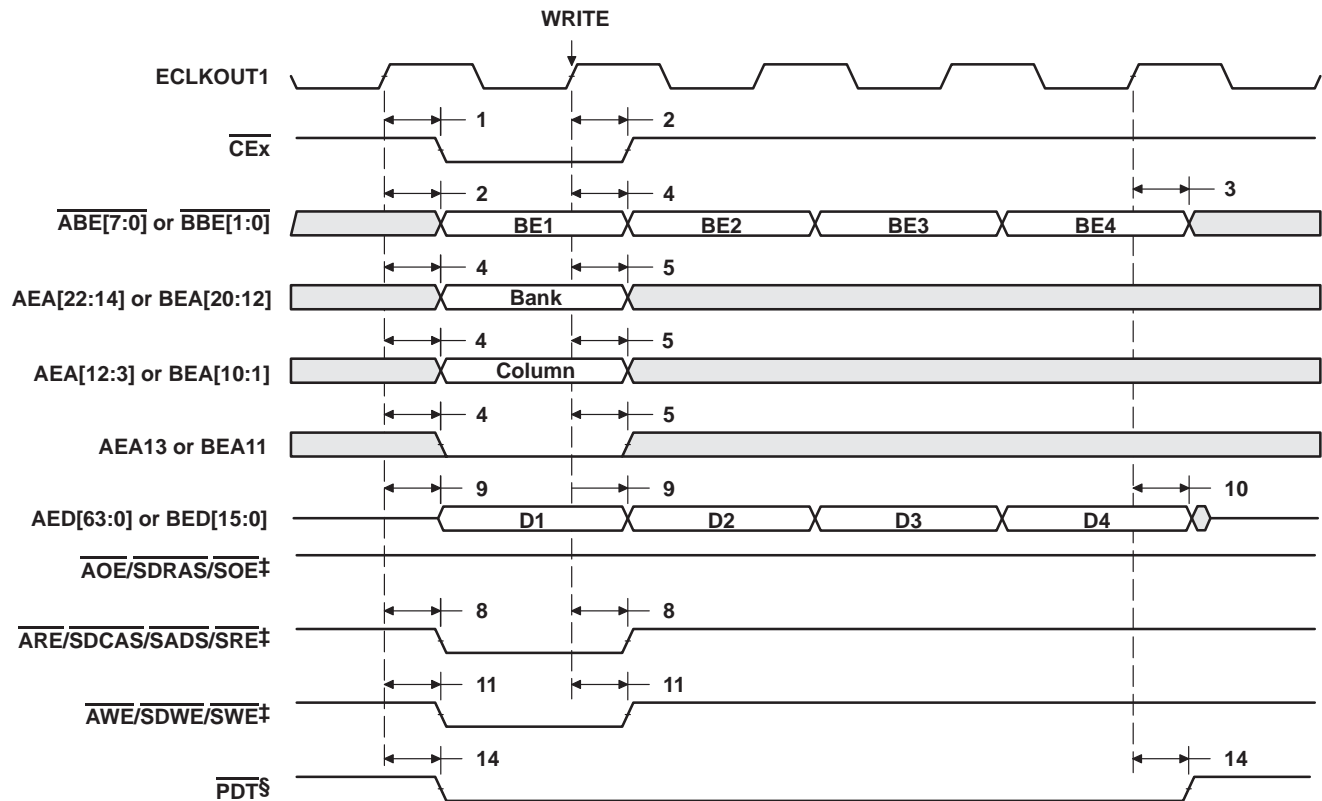 WRITE
ECLKOUT1
1 2
CEx
2 4 3
ABE[7:0] or BBE[1:0] BE1 BE2 BE3 BE4
4 5
AEA[22:14] or BEA[20:12] Bank
4 5
AEA[12:3] or BEA[10:1] Column
4 5
AEA13 or BEA11
9 9 10
AED[63:0] or BED[15:0] D1 D2 D3 D4
AOE/SDRAS/SOE‡
8 8
ARE/SDCAS/SADS/SRE‡
11 11
AWE/SDWE/SWE‡
14 14
PDT§